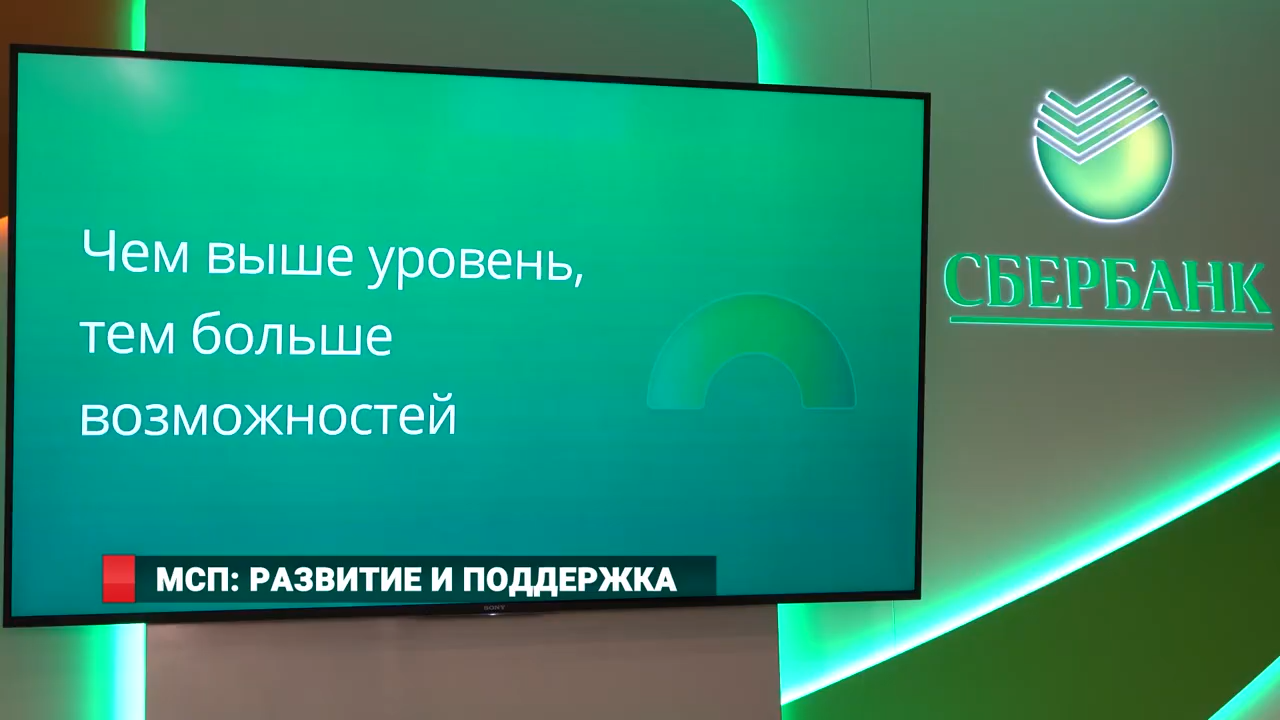 Чем выше уровень,
тем больше
возможностей
СБЕРБАНК
МСП: РАЗВИТИЕ И ПОДДЕРЖКА
SONY